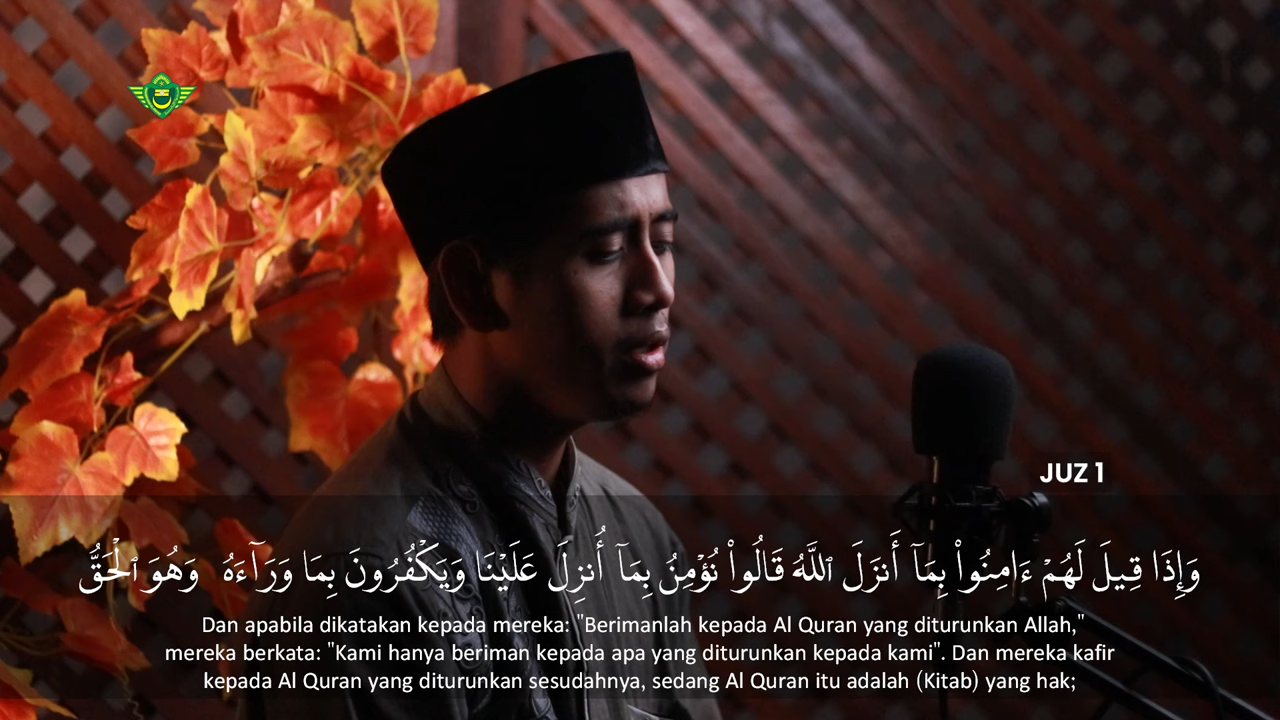 JUZ 1
وَإِذَا قِيلَ لَهُمْ ءَامِنُوا۟ بِمَآ أَنزَلَ ٱللَّهُ قَالُوا۟ نُؤْمِنُ بِمَآ أُنزِلَ عَلَيْنَا وَيَكْفُرُونَ بِمَا وَرَآءَهُۥ وَهُوَ ٱلْحَقُّ
Dan apabila dikatakan kepada mereka: "Berimanlah kepada Al Quran yang diturunkan Allah,"
mereka berkata: "Kami hanya beriman kepada apa yang diturunkan kepada kami". Dan mereka kafir
kepada Al Quran yang diturunkan sesudahnya, sedang Al Quran itu adalah (Kitab) yang hak;